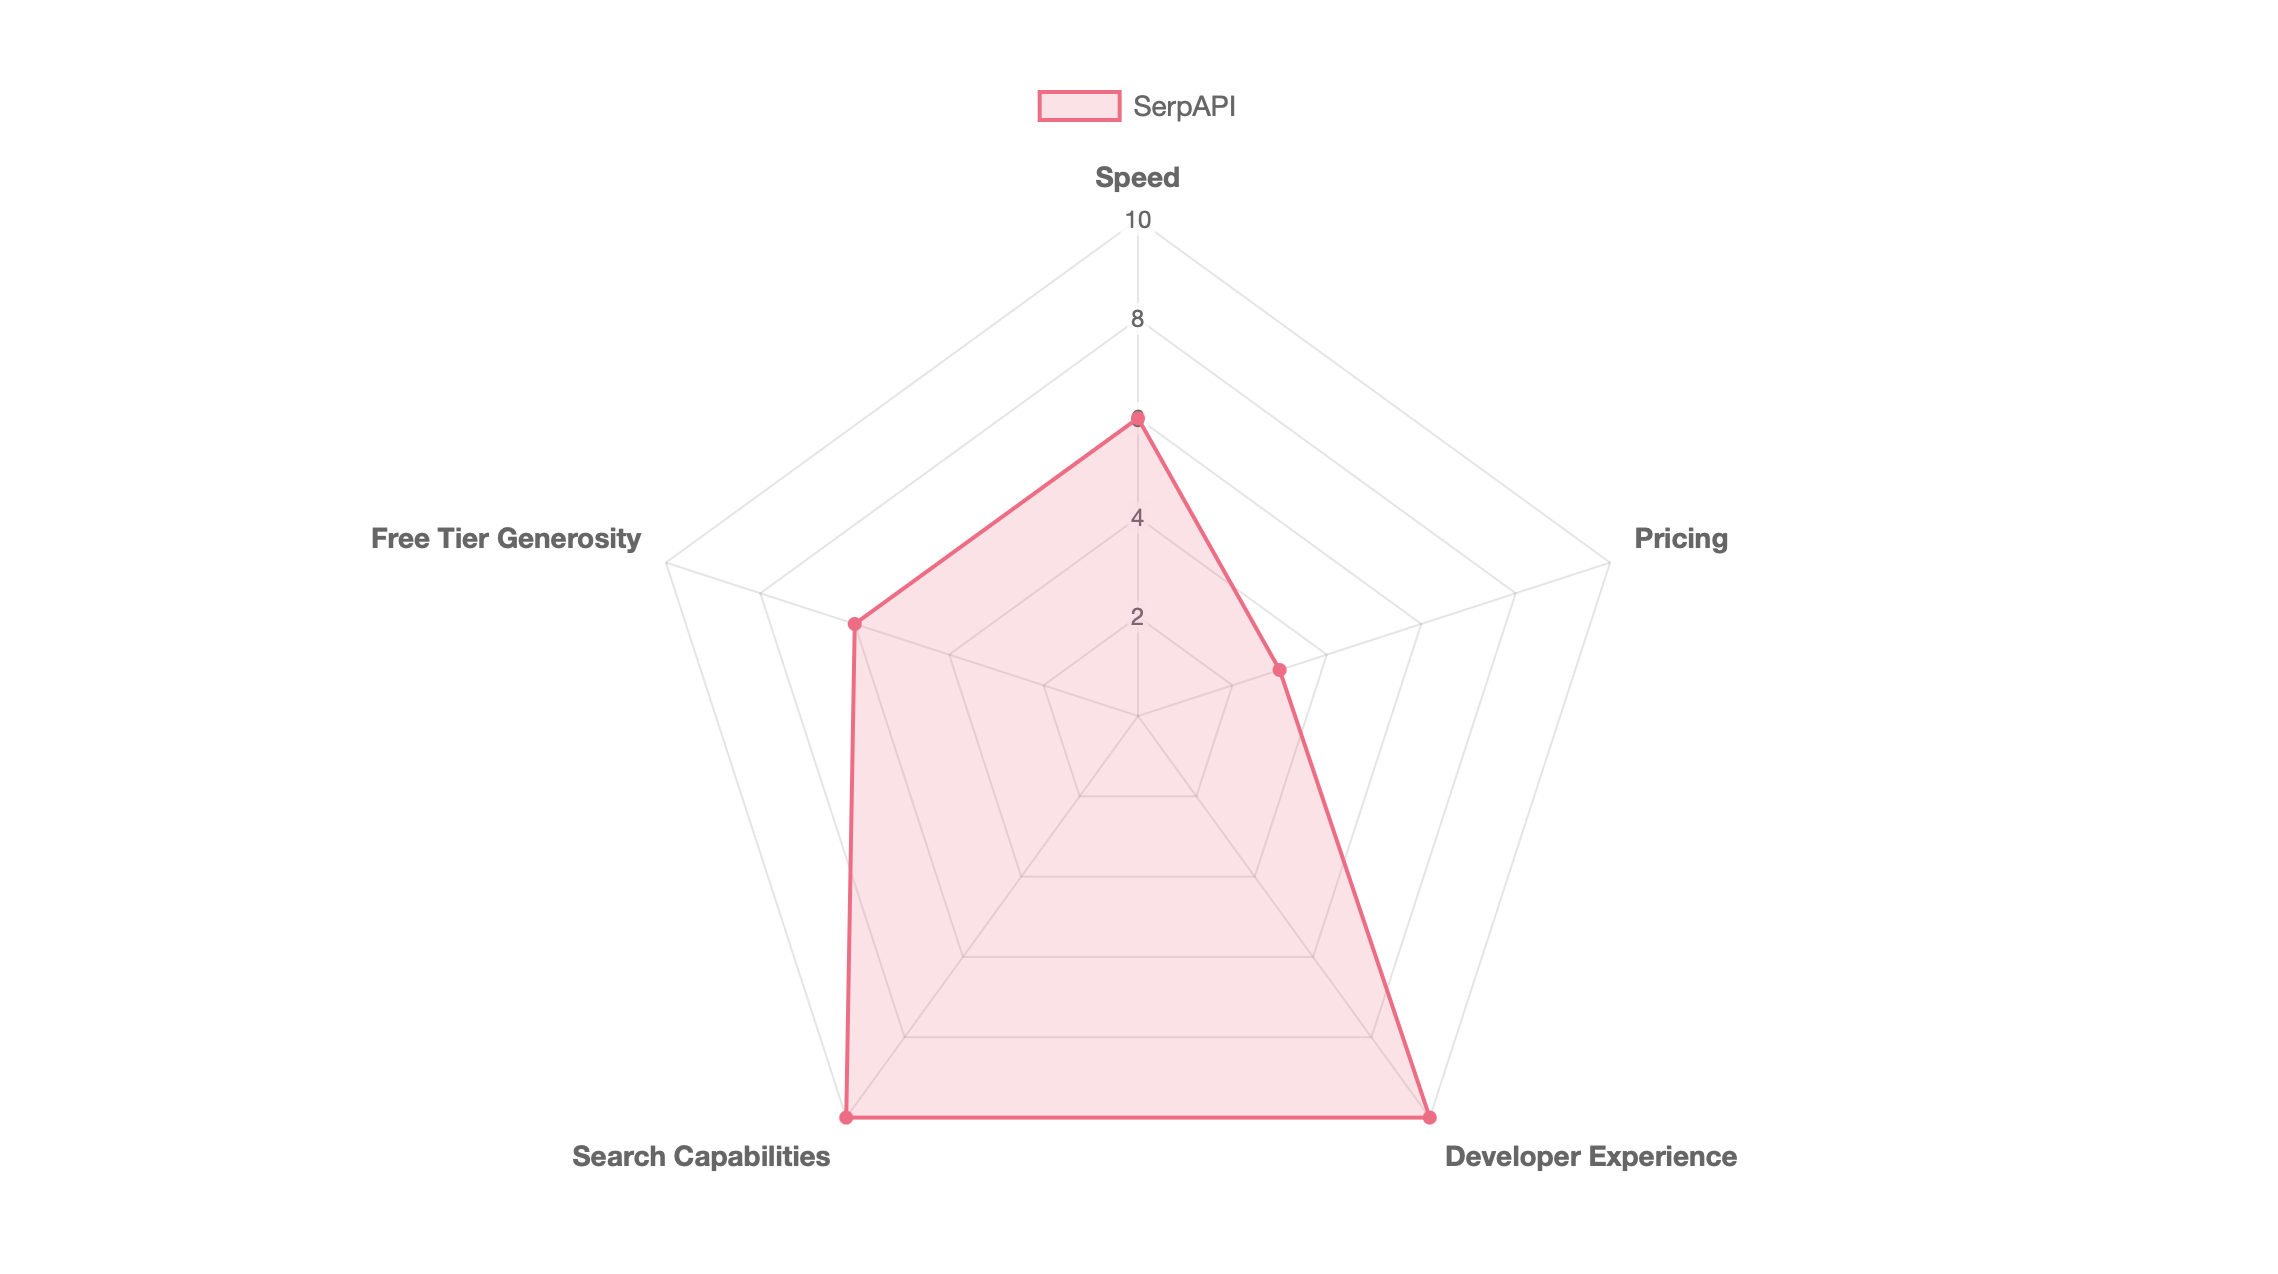 SerpAPI
Speed
10
8
4
2
Free Tier Generosity
Pricing
Search Capabilities
Developer Experience